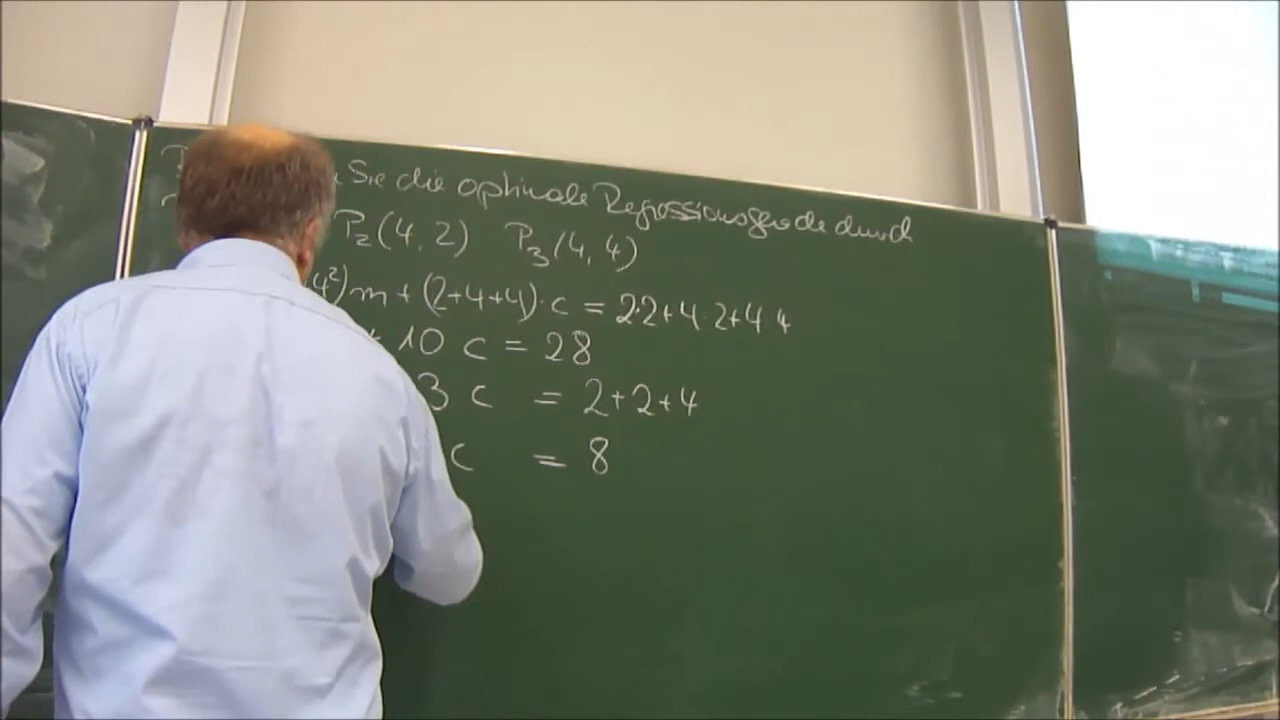 Sie die optimale Regressionsgerade durch
P₂(4, 2) P₃(4, 4)
4²)m + (2+4+4)·c = 2·2+4·2+4·4
+ 10 c = 28
3 c = 2+2+4
c = 8